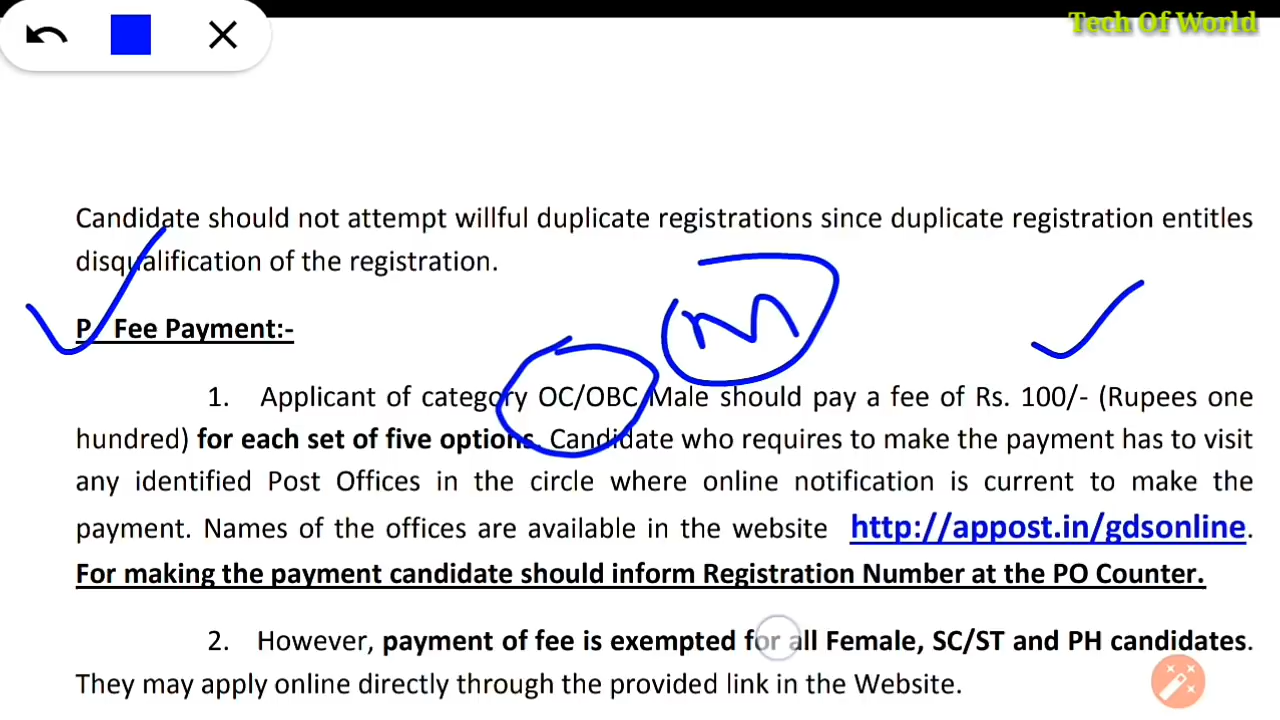 Tech Of World
Candidate should not attempt willful duplicate registrations since duplicate registration entitles
disqualification of the registration.
P. Fee Payment:-
M
1. Applicant of category OC/OBC Male should pay a fee of Rs. 100/- (Rupees one
hundred) for each set of five options. Candidate who requires to make the payment has to visit
any identified Post Offices in the circle where online notification is current to make the
payment. Names of the offices are available in the website http://appost.in/gdsonline.
For making the payment candidate should inform Registration Number at the PO Counter.
2. However, payment of fee is exempted for all Female, SC/ST and PH candidates.
They may apply online directly through the provided link in the Website.